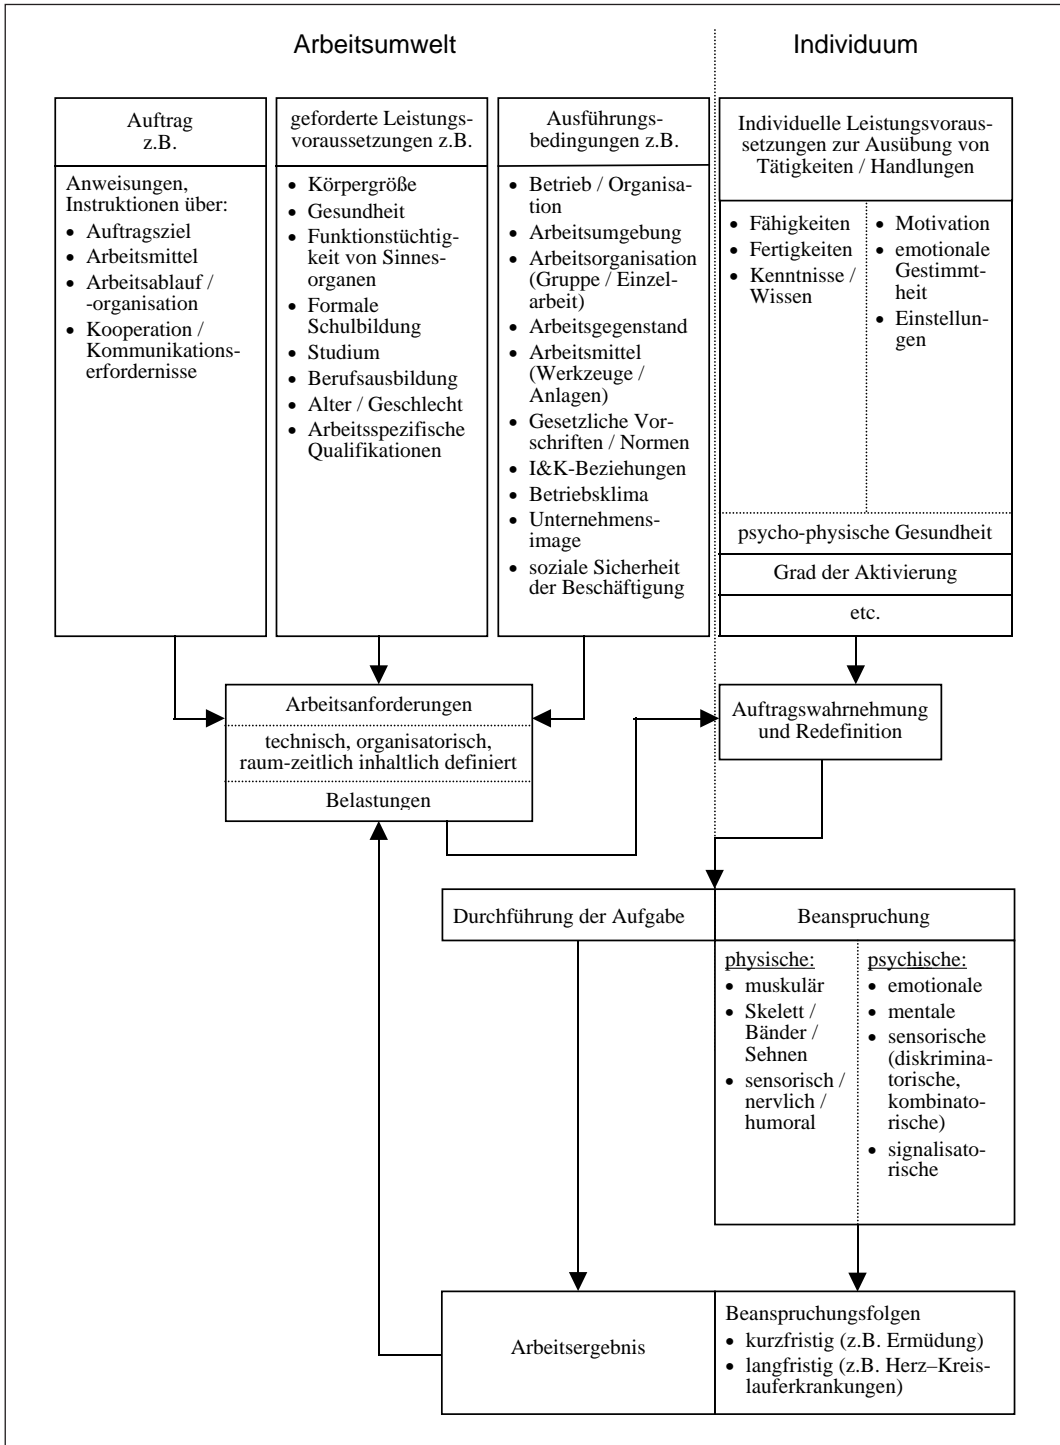 Arbeitsumwelt
Individuum
Auftrag
z.B.
Anweisungen,
Instruktionen über:
• Auftragsziel
• Arbeitsmittel
• Arbeitsablauf /
-organisation
• Kooperation /
Kommunikations-
erfordernisse
geforderte Leistungs-
voraussetzungen z.B.
• Körpergröße
• Gesundheit
• Funktionstüchtig-
keit von Sinnes-
organen
• Formale
Schulbildung
• Studium
• Berufsausbildung
• Alter / Geschlecht
• Arbeitsspezifische
Qualifikationen
Ausführungs-
bedingungen z.B.
• Betrieb / Organisa-
tion
• Arbeitsumgebung
• Arbeitsorganisation
(Gruppe / Einzel-
arbeit)
• Arbeitsgegenstand
• Arbeitsmittel
(Werkzeuge /
Anlagen)
• Gesetzliche Vor-
schriften / Normen
• I&K-Beziehungen
• Betriebsklima
• Unternehmens-
image
• soziale Sicherheit
der Beschäftigung
Individuelle Leistungsvoraus-
setzungen zur Ausübung von
Tätigkeiten / Handlungen
• Fähigkeiten
• Fertigkeiten
• Kenntnisse /
Wissen
• Motivation
• emotionale
Gestimmt-
heit
• Einstellun-
gen
psycho-physische Gesundheit
Grad der Aktivierung
etc.
Arbeitsanforderungen
technisch, organisatorisch,
raum-zeitlich inhaltlich definiert
Belastungen
Auftragswahrnehmung
und Redefinition
Durchführung der Aufgabe
Beanspruchung
physische:
• muskulär
• Skelett /
Bänder /
Sehnen
• sensorisch /
nervlich /
humoral
psychische:
• emotionale
• mentale
• sensorische
(diskrimina-
torische,
kombinato-
rische)
• signalisato-
rische
Arbeitsergebnis
Beanspruchungsfolgen
• kurzfristig (z.B. Ermüdung)
• langfristig (z.B. Herz–Kreis-
lauferkrankungen)